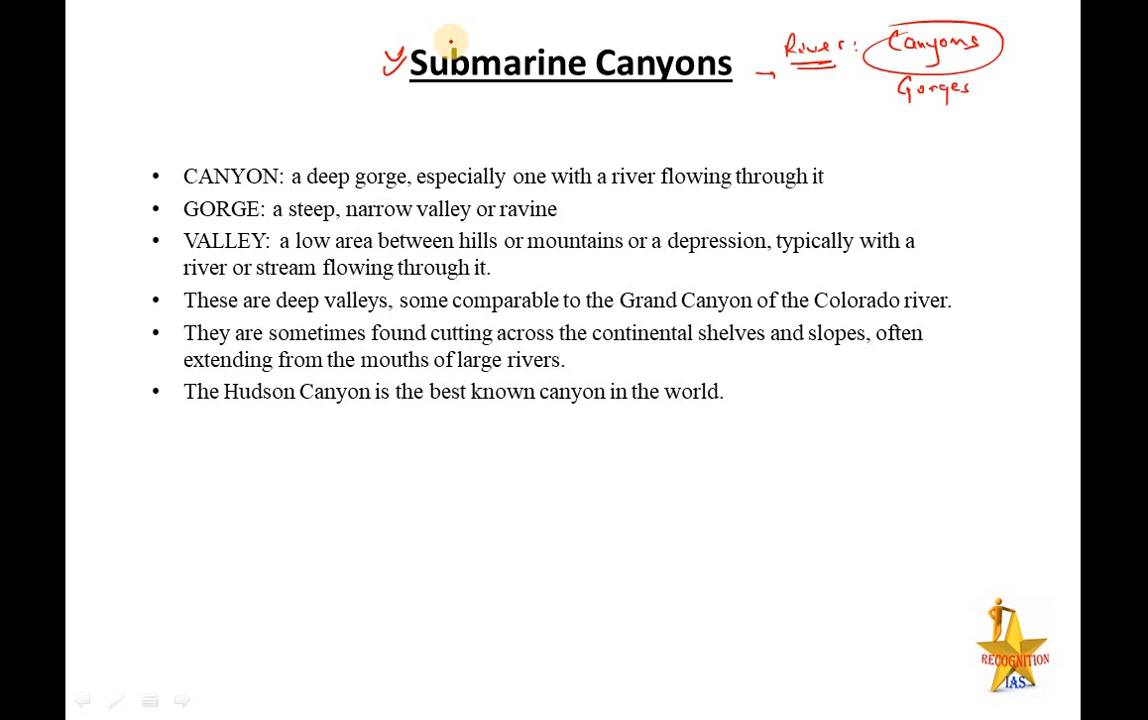 Submarine Canyons
River: Canyons
Gorges
• CANYON: a deep gorge, especially one with a river flowing through it
• GORGE: a steep, narrow valley or ravine
• VALLEY: a low area between hills or mountains or a depression, typically with a
river or stream flowing through it.
• These are deep valleys, some comparable to the Grand Canyon of the Colorado river.
• They are sometimes found cutting across the continental shelves and slopes, often
extending from the mouths of large rivers.
• The Hudson Canyon is the best known canyon in the world.
RECOGNITION
IAS